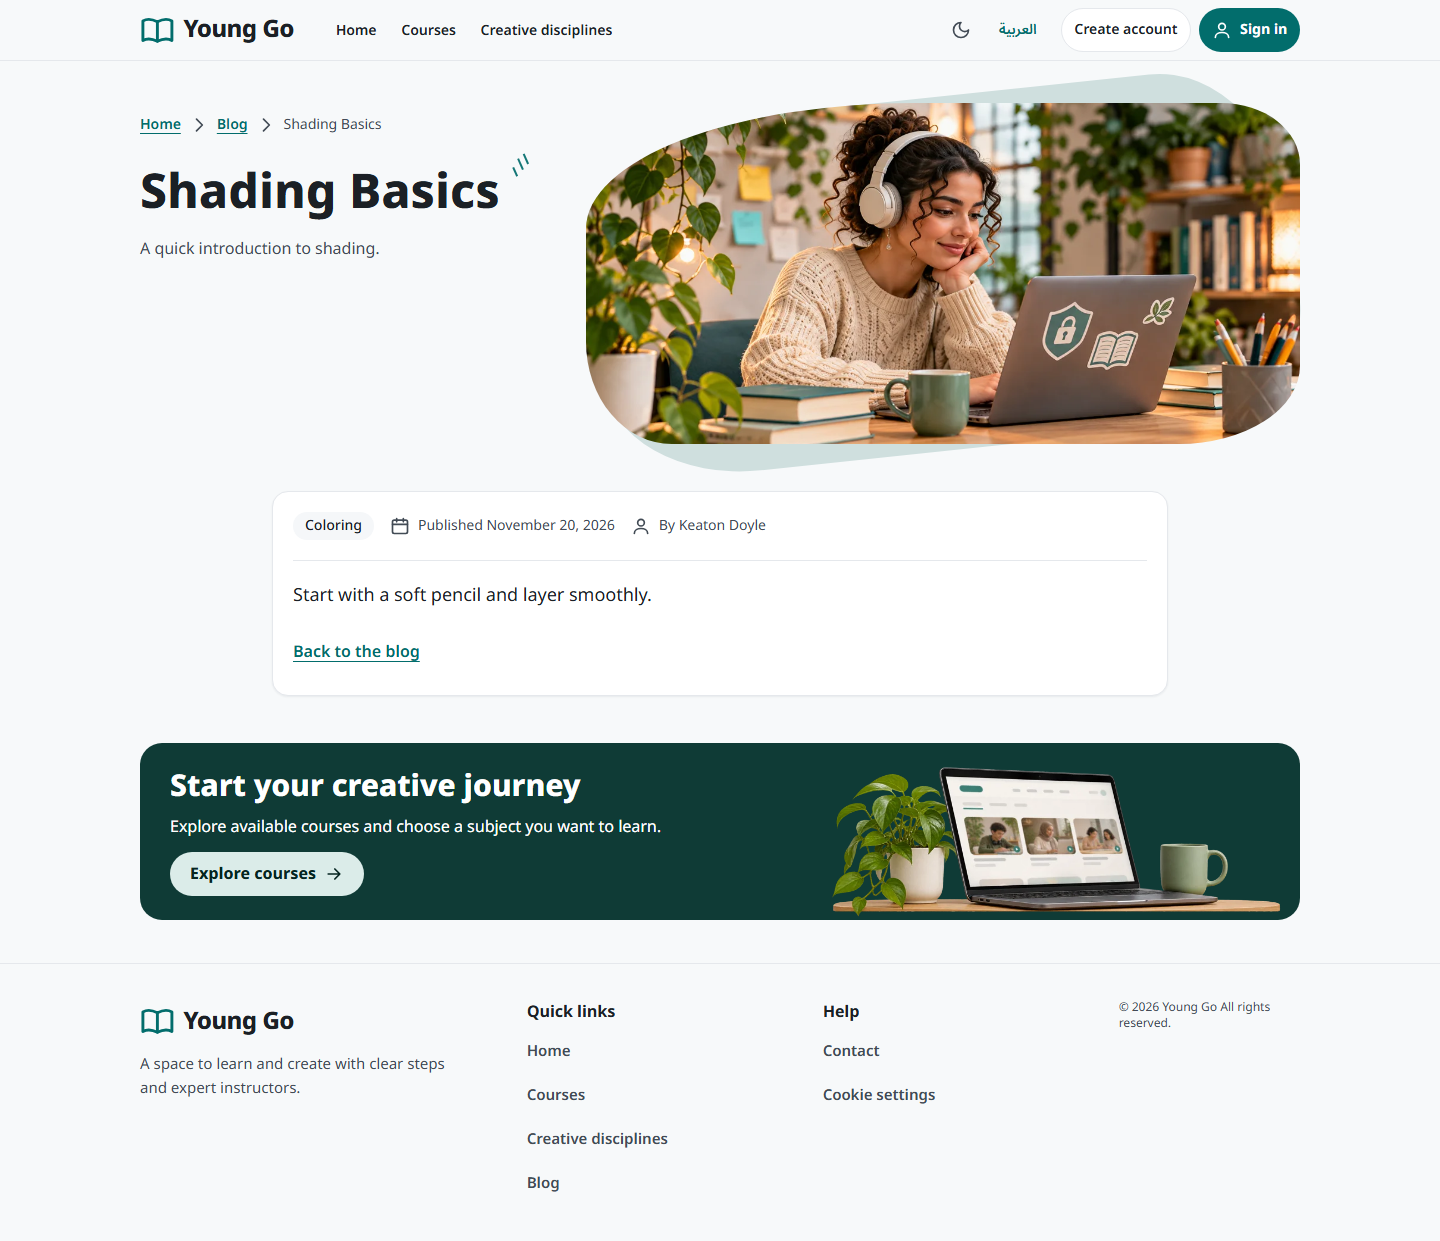 Young Go
Home
Courses
Creative disciplines
العربية
Create account
Sign in
Home
Blog
Shading Basics
Shading Basics
A quick introduction to shading.
Coloring
Published November 20, 2026
By Keaton Doyle
Start with a soft pencil and layer smoothly.
Back to the blog
Start your creative journey
Explore available courses and choose a subject you want to learn.
Explore courses
Young Go
A space to learn and create with clear steps
and expert instructors.
Quick links
Home
Courses
Creative disciplines
Blog
Help
Contact
Cookie settings
© 2026 Young Go All rights
reserved.